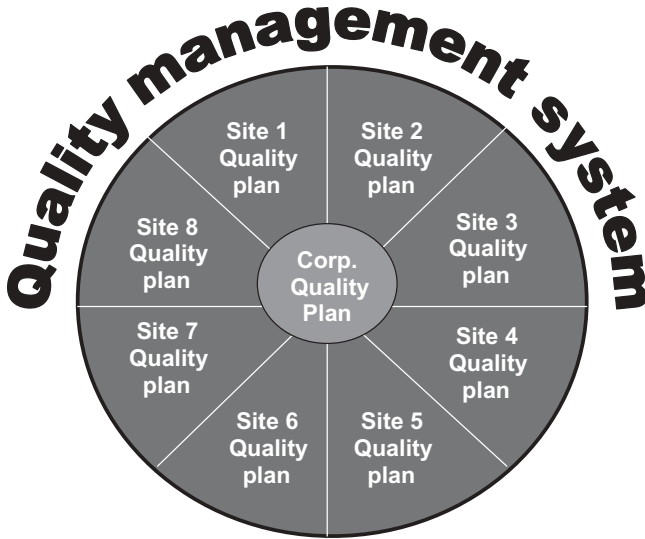 Quality management system
Site 1
Quality
plan
Site 2
Quality
plan
Site 3
Quality
plan
Site 4
Quality
plan
Site 5
Quality
plan
Site 6
Quality
plan
Site 7
Quality
plan
Site 8
Quality
plan
Corp.
Quality
Plan